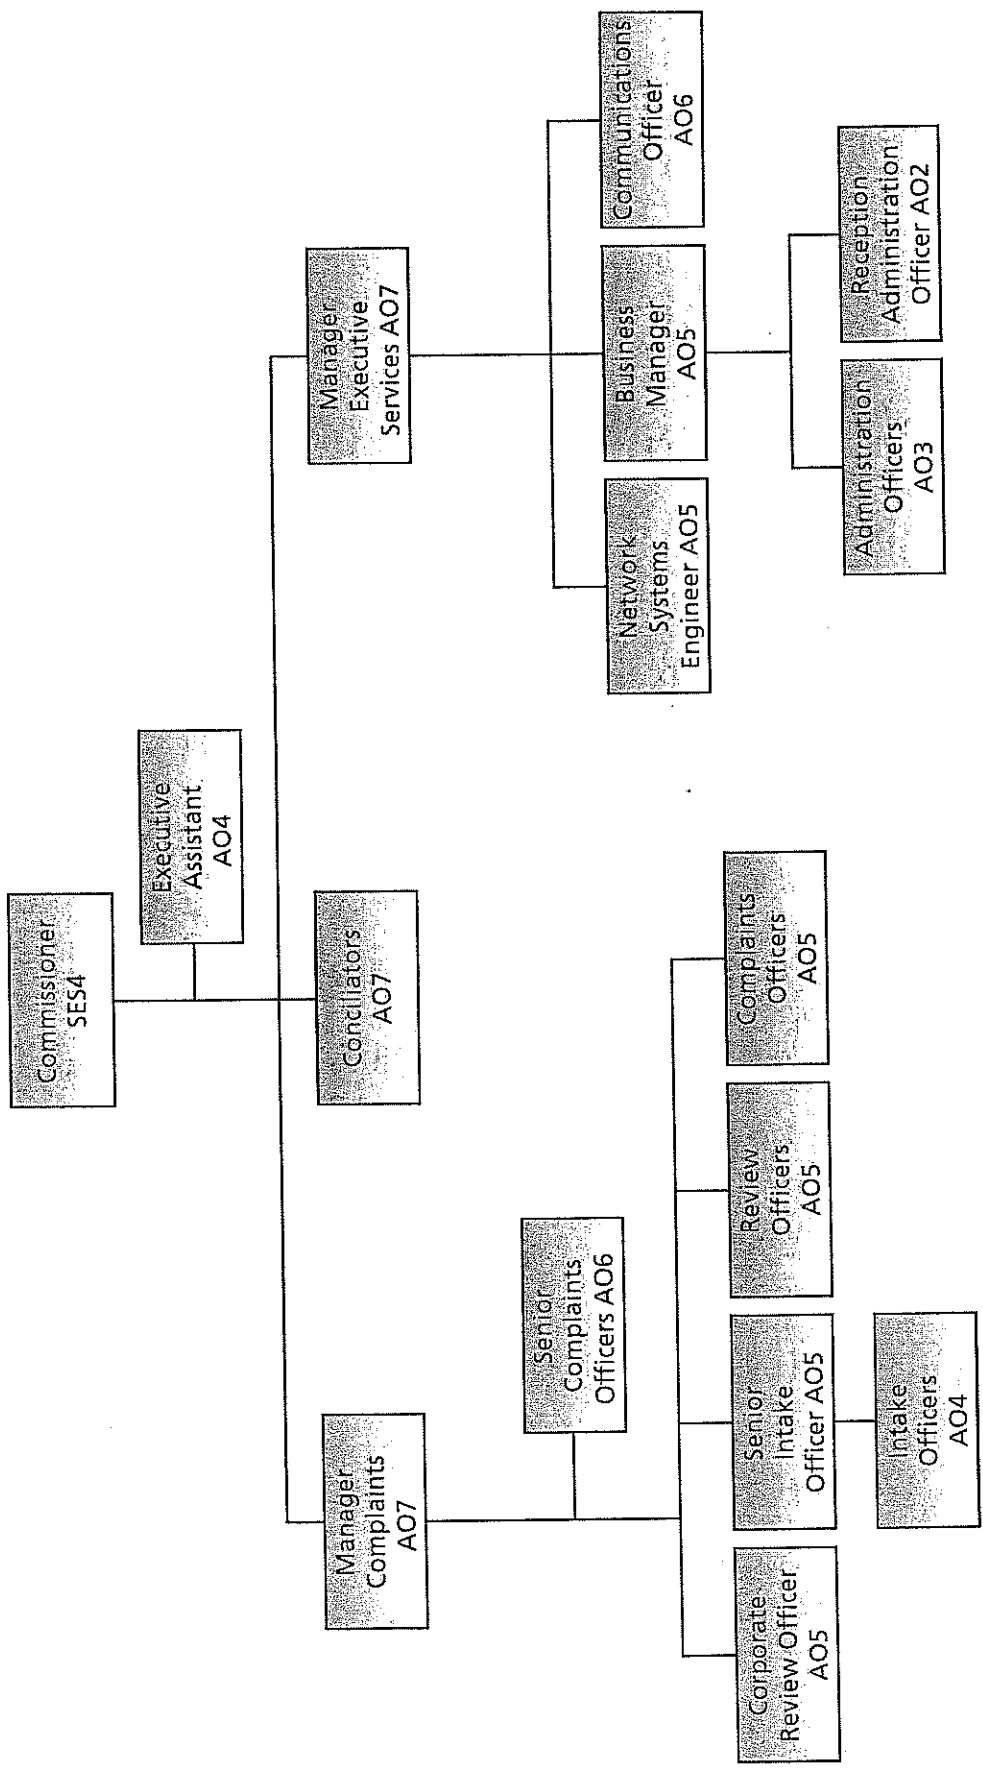 Commissioner
SES4
Executive
Assistant
AO4
Manager
Complaints
AO7
Conciliators
AO7
Manager
Executive
Services AO7
Senior
Complaints
Officers AO6
Network
Systems
Engineer AO5
Business
Manager
AO5
Communications
Officer
AO6
Corporate
Review Officer
AO5
Senior
Intake
Officer AO5
Review
Officers
AO5
Complaints
Officers
AO5
Administration
Officers
AO3
Reception
Administration
Officer AO2
Intake
Officers
AO4